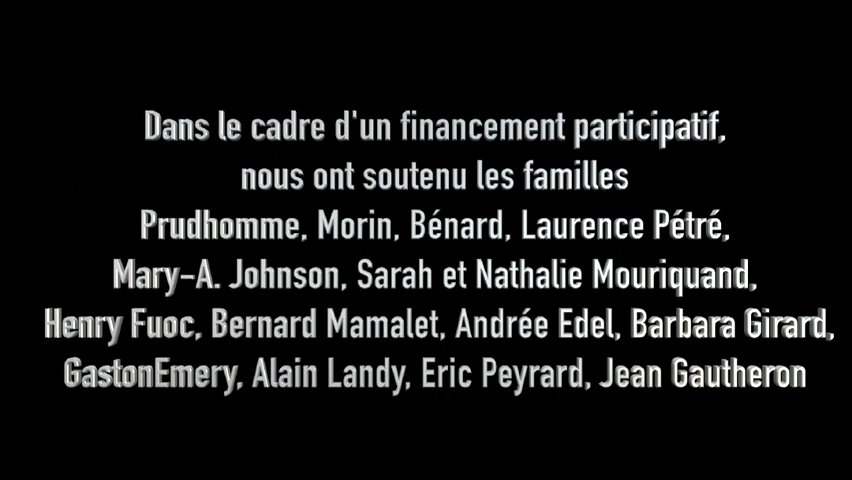 Dans le cadre d'un financement participatif,
nous ont soutenu les familles
Prudhomme, Morin, Bénard, Laurence Pétré,
Mary-A. Johnson, Sarah et Nathalie Mouriquand,
Henry Fuoc, Bernard Mamalet, Andrée Edel, Barbara Girard,
GastonEmery, Alain Landy, Eric Peyrard, Jean Gautheron